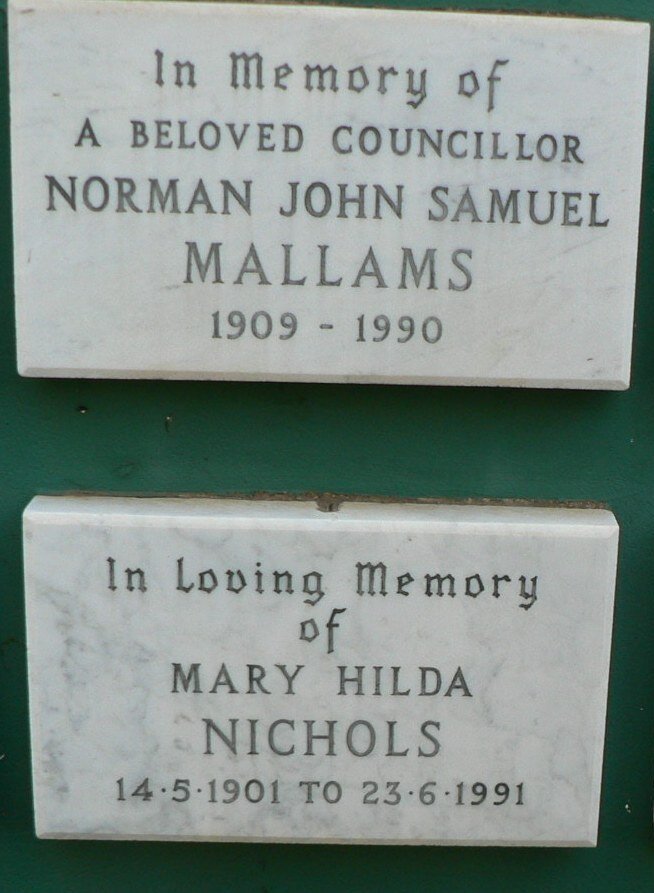 In Memory of
A BELOVED COUNCILLOR
NORMAN JOHN SAMUEL
MALLAMS
1909 - 1990
In Loving Memory
of
MARY HILDA
NICHOLS
14·5·1901 TO 23·6·1991